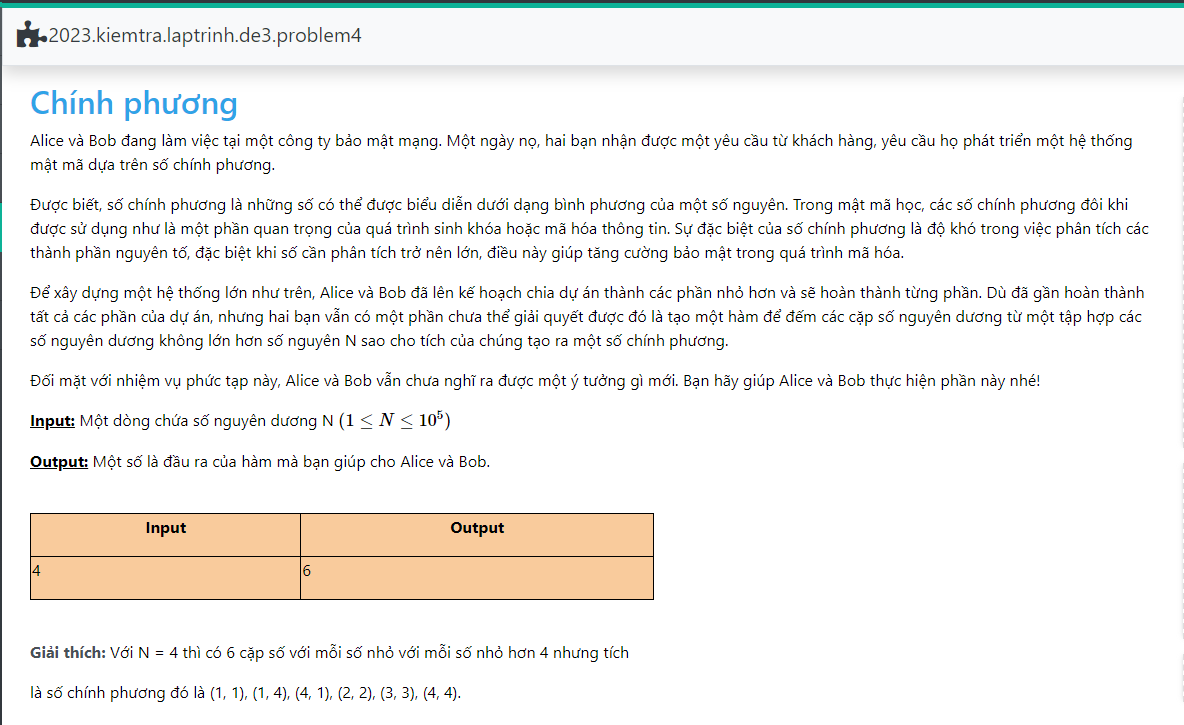 2023.kiemtra.laptrinh.de3.problem4
Chính phương
Alice và Bob đang làm việc tại một công ty bảo mật mạng. Một ngày nọ, hai bạn nhận được một yêu cầu từ khách hàng, yêu cầu họ phát triển một hệ thống
mật mã dựa trên số chính phương.
Được biết, số chính phương là những số có thể được biểu diễn dưới dạng bình phương của một số nguyên. Trong mật mã học, các số chính phương đôi khi
được sử dụng như là một phần quan trọng của quá trình sinh khóa hoặc mã hóa thông tin. Sự đặc biệt của số chính phương là độ khó trong việc phân tích các
thành phần nguyên tố, đặc biệt khi số cần phân tích trở nên lớn, điều này giúp tăng cường bảo mật trong quá trình mã hóa.
Để xây dựng một hệ thống lớn như trên, Alice và Bob đã lên kế hoạch chia dự án thành các phần nhỏ hơn và sẽ hoàn thành từng phần. Dù đã gần hoàn thành
tất cả các phần của dự án, nhưng hai bạn vẫn có một phần chưa thể giải quyết được đó là tạo một hàm để đếm các cặp số nguyên dương từ một tập hợp các
số nguyên dương không lớn hơn số nguyên N sao cho tích của chúng tạo ra một số chính phương.
Đối mặt với nhiệm vụ phức tạp này, Alice và Bob vẫn chưa nghĩ ra được một ý tưởng gì mới. Bạn hãy giúp Alice và Bob thực hiện phần này nhé!
Input: Một dòng chứa số nguyên dương N (1 ≤ N ≤ 10⁵)
Output: Một số là đầu ra của hàm mà bạn giúp cho Alice và Bob.
Input Output
4 6
Giải thích: Với N = 4 thì có 6 cặp số với mỗi số nhỏ với mỗi số nhỏ hơn 4 nhưng tích
là số chính phương đó là (1, 1), (1, 4), (4, 1), (2, 2), (3, 3), (4, 4).